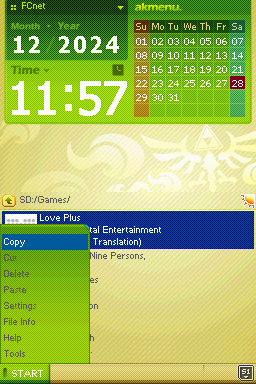 FCnet
akmenu.
Month · Year
12 / 2024
Time
11:57
Su Mo Tu We Th Fr Sa
01 02 03 04 05 06 07
08 09 10 11 12 13 14
15 16 17 18 19 20 21
22 23 24 25 26 27 28
29 30 31
SD:/Games/
Love Plus
tal Entertainment
Translation)
Nine Persons,
es
on
h
Copy
Cut
Delete
Paste
Settings
File Info
Help
Tools
START
S1